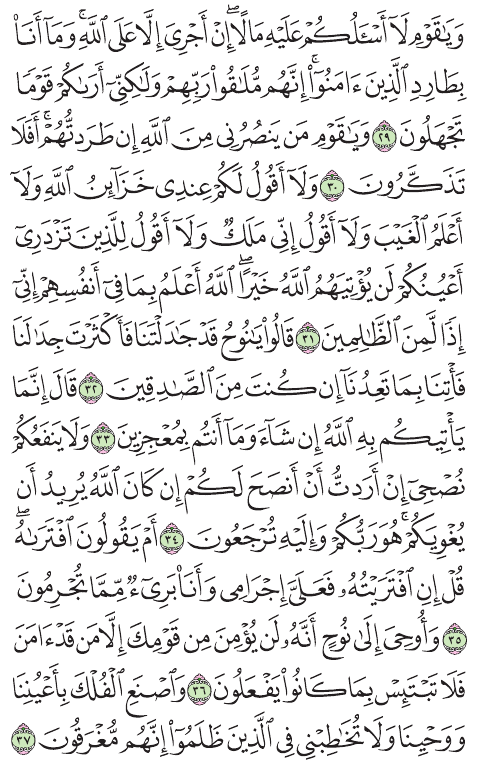 وَيَٰقَوْمِ لَآ أَسْـَٔلُكُمْ عَلَيْهِ مَالًا ۖ إِنْ أَجْرِىَ إِلَّا عَلَى ٱللَّهِ ۚ وَمَآ أَنَا۠
بِطَارِدِ ٱلَّذِينَ ءَامَنُوٓا۟ ۚ إِنَّهُم مُّلَٰقُوا۟ رَبِّهِمْ وَلَٰكِنِّىٓ أَرَىٰكُمْ قَوْمًا
تَجْهَلُونَ ٢٩ وَيَٰقَوْمِ مَن يَنصُرُنِى مِنَ ٱللَّهِ إِن طَرَدتُّهُمْ ۚ أَفَلَا
تَذَكَّرُونَ ٣٠ وَلَآ أَقُولُ لَكُمْ عِندِى خَزَآئِنُ ٱللَّهِ وَلَآ
أَعْلَمُ ٱلْغَيْبَ وَلَآ أَقُولُ إِنِّى مَلَكٌ وَلَآ أَقُولُ لِلَّذِينَ تَزْدَرِىٓ
أَعْيُنُكُمْ لَن يُؤْتِيَهُمُ ٱللَّهُ خَيْرًا ۖ ٱللَّهُ أَعْلَمُ بِمَا فِىٓ أَنفُسِهِمْ ۖ إِنِّىٓ
إِذًا لَّمِنَ ٱلظَّٰلِمِينَ ٣١ قَالُوا۟ يَٰنُوحُ قَدْ جَٰدَلْتَنَا فَأَكْثَرْتَ جِدَٰلَنَا
فَأْتِنَا بِمَا تَعِدُنَآ إِن كُنتَ مِنَ ٱلصَّٰدِقِينَ ٣٢ قَالَ إِنَّمَا
يَأْتِيكُم بِهِ ٱللَّهُ إِن شَآءَ وَمَآ أَنتُم بِمُعْجِزِينَ ٣٣ وَلَا يَنفَعُكُمْ
نُصْحِىٓ إِنْ أَرَدتُّ أَنْ أَنصَحَ لَكُمْ إِن كَانَ ٱللَّهُ يُرِيدُ أَن
يُغْوِيَكُمْ ۚ هُوَ رَبُّكُمْ وَإِلَيْهِ تُرْجَعُونَ ٣٤ أَمْ يَقُولُونَ ٱفْتَرَىٰهُ ۖ
قُلْ إِنِ ٱفْتَرَيْتُهُۥ فَعَلَىَّ إِجْرَامِى وَأَنَا۠ بَرِىٓءٌ مِّمَّا تُجْرِمُونَ
٣٥ وَأُوحِىَ إِلَىٰ نُوحٍ أَنَّهُۥ لَن يُؤْمِنَ مِن قَوْمِكَ إِلَّا مَن قَدْ ءَامَنَ
فَلَا تَبْتَئِسْ بِمَا كَانُوا۟ يَفْعَلُونَ ٣٦ وَٱصْنَعِ ٱلْفُلْكَ بِأَعْيُنِنَا
وَوَحْيِنَا وَلَا تُخَٰطِبْنِى فِى ٱلَّذِينَ ظَلَمُوٓا۟ ۚ إِنَّهُم مُّغْرَقُونَ ٣٧